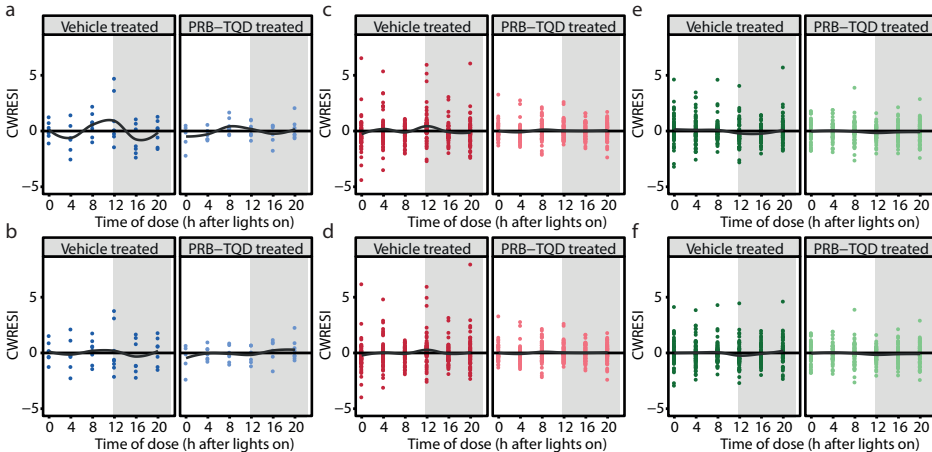 a
Vehicle treated
PRB−TQD treated
CWRESI
5
0
−5
0 4 8 12 16 20
0 4 8 12 16 20
Time of dose (h after lights on)
c
Vehicle treated
PRB−TQD treated
CWRESI
5
0
−5
0 4 8 12 16 20
0 4 8 12 16 20
Time of dose (h after lights on)
e
Vehicle treated
PRB−TQD treated
CWRESI
5
0
−5
0 4 8 12 16 20
0 4 8 12 16 20
Time of dose (h after lights on)
b
Vehicle treated
PRB−TQD treated
CWRESI
5
0
−5
0 4 8 12 16 20
0 4 8 12 16 20
Time of dose (h after lights on)
d
Vehicle treated
PRB−TQD treated
CWRESI
5
0
−5
0 4 8 12 16 20
0 4 8 12 16 20
Time of dose (h after lights on)
f
Vehicle treated
PRB−TQD treated
CWRESI
5
0
−5
0 4 8 12 16 20
0 4 8 12 16 20
Time of dose (h after lights on)